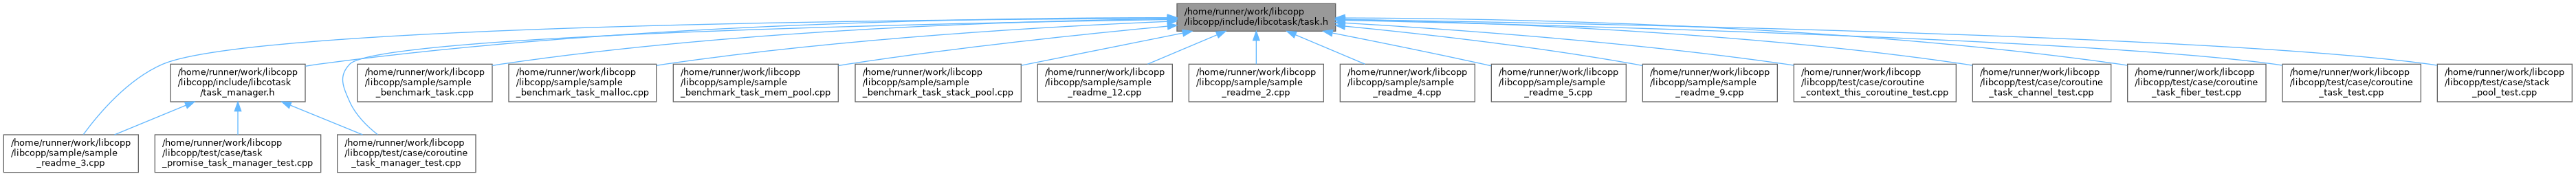 /home/runner/work/libcopp
/libcopp/include/libcotask/task.h
/home/runner/work/libcopp
/libcopp/include/libcotask
/task_manager.h
/home/runner/work/libcopp
/libcopp/sample/sample
_benchmark_task.cpp
/home/runner/work/libcopp
/libcopp/sample/sample
_benchmark_task_malloc.cpp
/home/runner/work/libcopp
/libcopp/sample/sample
_benchmark_task_mem_pool.cpp
/home/runner/work/libcopp
/libcopp/sample/sample
_benchmark_task_stack_pool.cpp
/home/runner/work/libcopp
/libcopp/sample/sample
_readme_12.cpp
/home/runner/work/libcopp
/libcopp/sample/sample
_readme_2.cpp
/home/runner/work/libcopp
/libcopp/sample/sample
_readme_4.cpp
/home/runner/work/libcopp
/libcopp/sample/sample
_readme_5.cpp
/home/runner/work/libcopp
/libcopp/sample/sample
_readme_9.cpp
/home/runner/work/libcopp
/libcopp/test/case/coroutine
_context_this_coroutine_test.cpp
/home/runner/work/libcopp
/libcopp/test/case/coroutine
_task_channel_test.cpp
/home/runner/work/libcopp
/libcopp/test/case/coroutine
_task_fiber_test.cpp
/home/runner/work/libcopp
/libcopp/test/case/coroutine
_task_test.cpp
/home/runner/work/libcopp
/libcopp/test/case/stack
_pool_test.cpp
/home/runner/work/libcopp
/libcopp/sample/sample
_readme_3.cpp
/home/runner/work/libcopp
/libcopp/test/case/task
_promise_task_manager_test.cpp
/home/runner/work/libcopp
/libcopp/test/case/coroutine
_task_manager_test.cpp